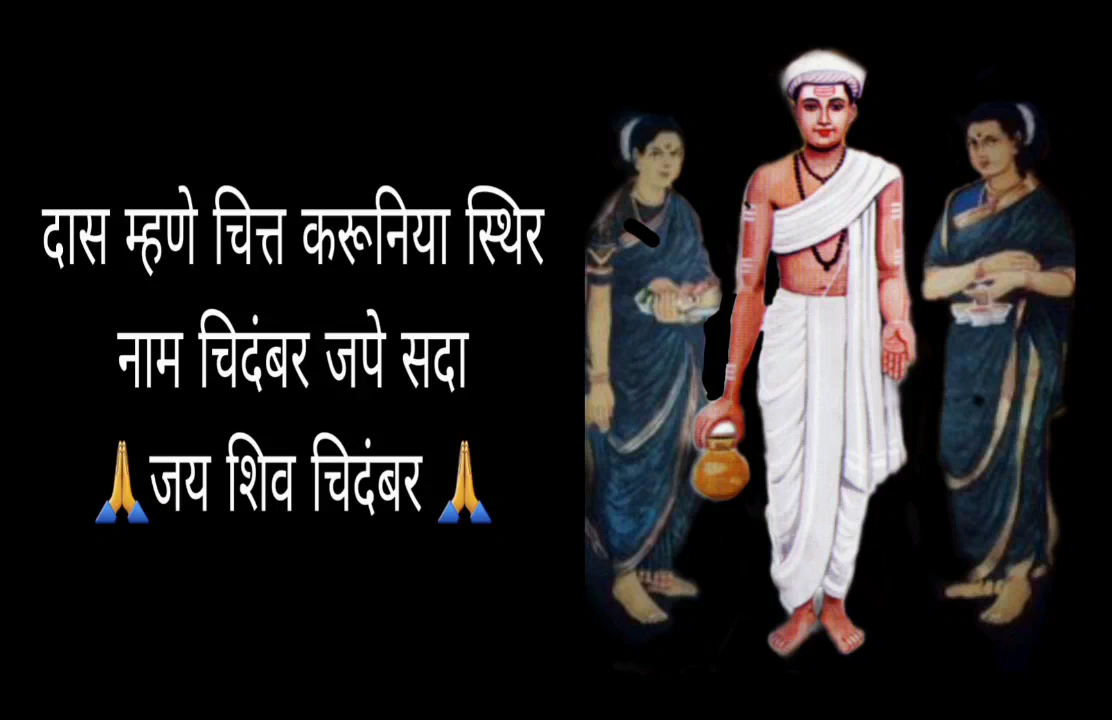 दास म्हणे चित्त करूनिया स्थिर
नाम चिदंबर जपे सदा
🙏जय शिव चिदंबर 🙏